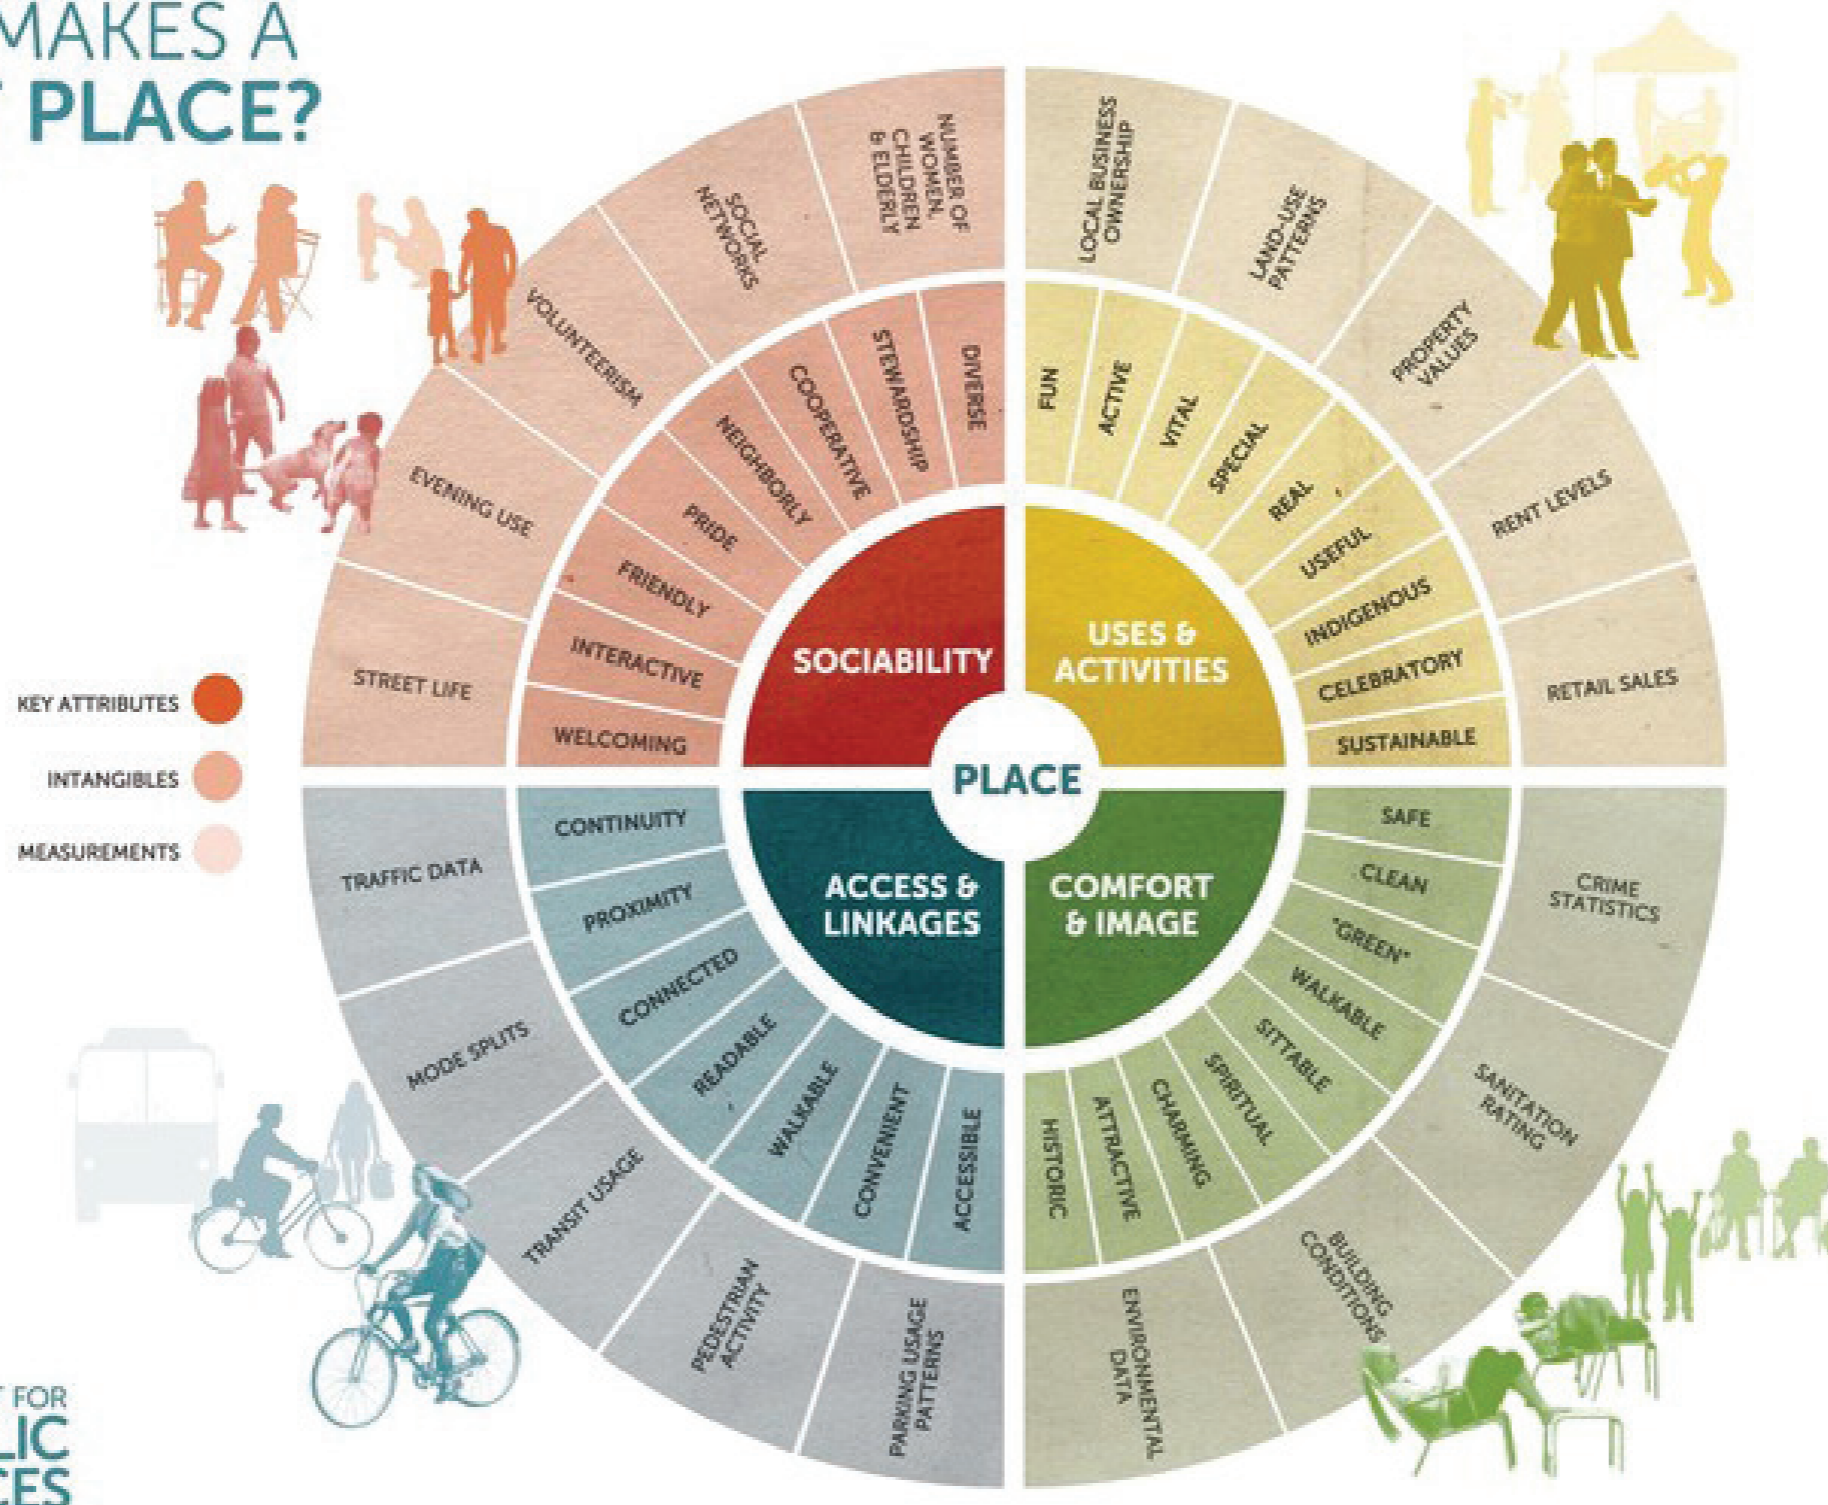 MAKES A
PLACE?
KEY ATTRIBUTES
INTANGIBLES
MEASUREMENTS
PLACE
SOCIABILITY
USES &
ACTIVITIES
ACCESS &
LINKAGES
COMFORT
& IMAGE
WELCOMING
INTERACTIVE
FRIENDLY
PRIDE
NEIGHBORLY
COOPERATIVE
STEWARDSHIP
DIVERSE
STREET LIFE
EVENING USE
VOLUNTEERISM
SOCIAL
NETWORKS
NUMBER OF
WOMEN,
CHILDREN
& ELDERLY
FUN
ACTIVE
VITAL
SPECIAL
REAL
USEFUL
INDIGENOUS
CELEBRATORY
SUSTAINABLE
LOCAL BUSINESS
OWNERSHIP
LAND-USE
PATTERNS
PROPERTY
VALUES
RENT LEVELS
RETAIL SALES
SAFE
CLEAN
"GREEN"
WALKABLE
SITTABLE
SPIRITUAL
CHARMING
ATTRACTIVE
HISTORIC
CRIME
STATISTICS
SANITATION
RATING
BUILDING
CONDITIONS
ENVIRONMENTAL
DATA
ACCESSIBLE
CONVENIENT
WALKABLE
READABLE
CONNECTED
PROXIMITY
CONTINUITY
PARKING USAGE
PATTERNS
PEDESTRIAN
ACTIVITY
TRANSIT USAGE
MODE SPLITS
TRAFFIC DATA
FOR
LIC
CES